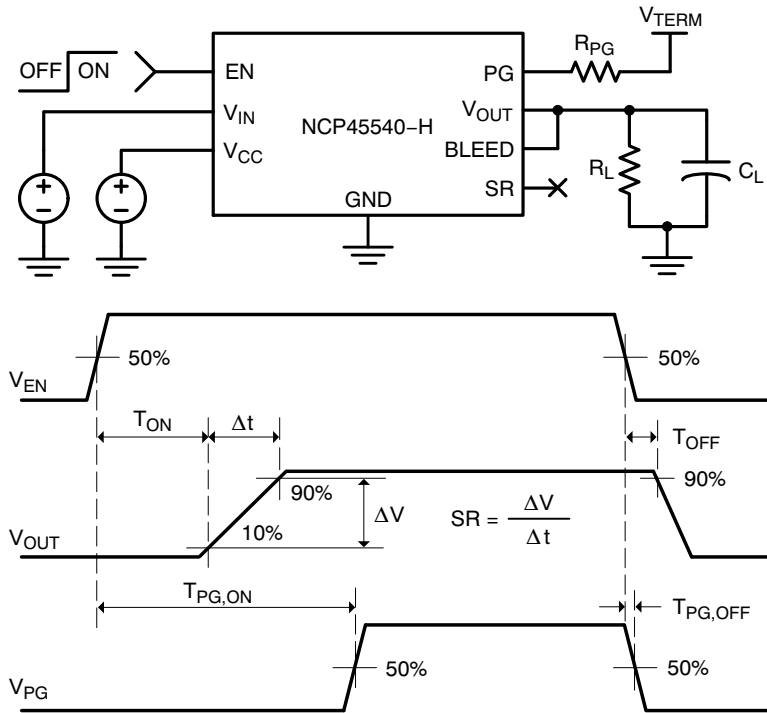 V_TERM
R_PG
OFF ON
EN
PG
V_IN
V_OUT
NCP45540−H
V_CC
BLEED
R_L
C_L
SR
GND
+
−
+
−
50%
50%
V_EN
T_ON
Δt
T_OFF
90%
90%
ΔV
SR = ΔV / Δt
10%
V_OUT
T_PG,ON
T_PG,OFF
50%
50%
V_PG